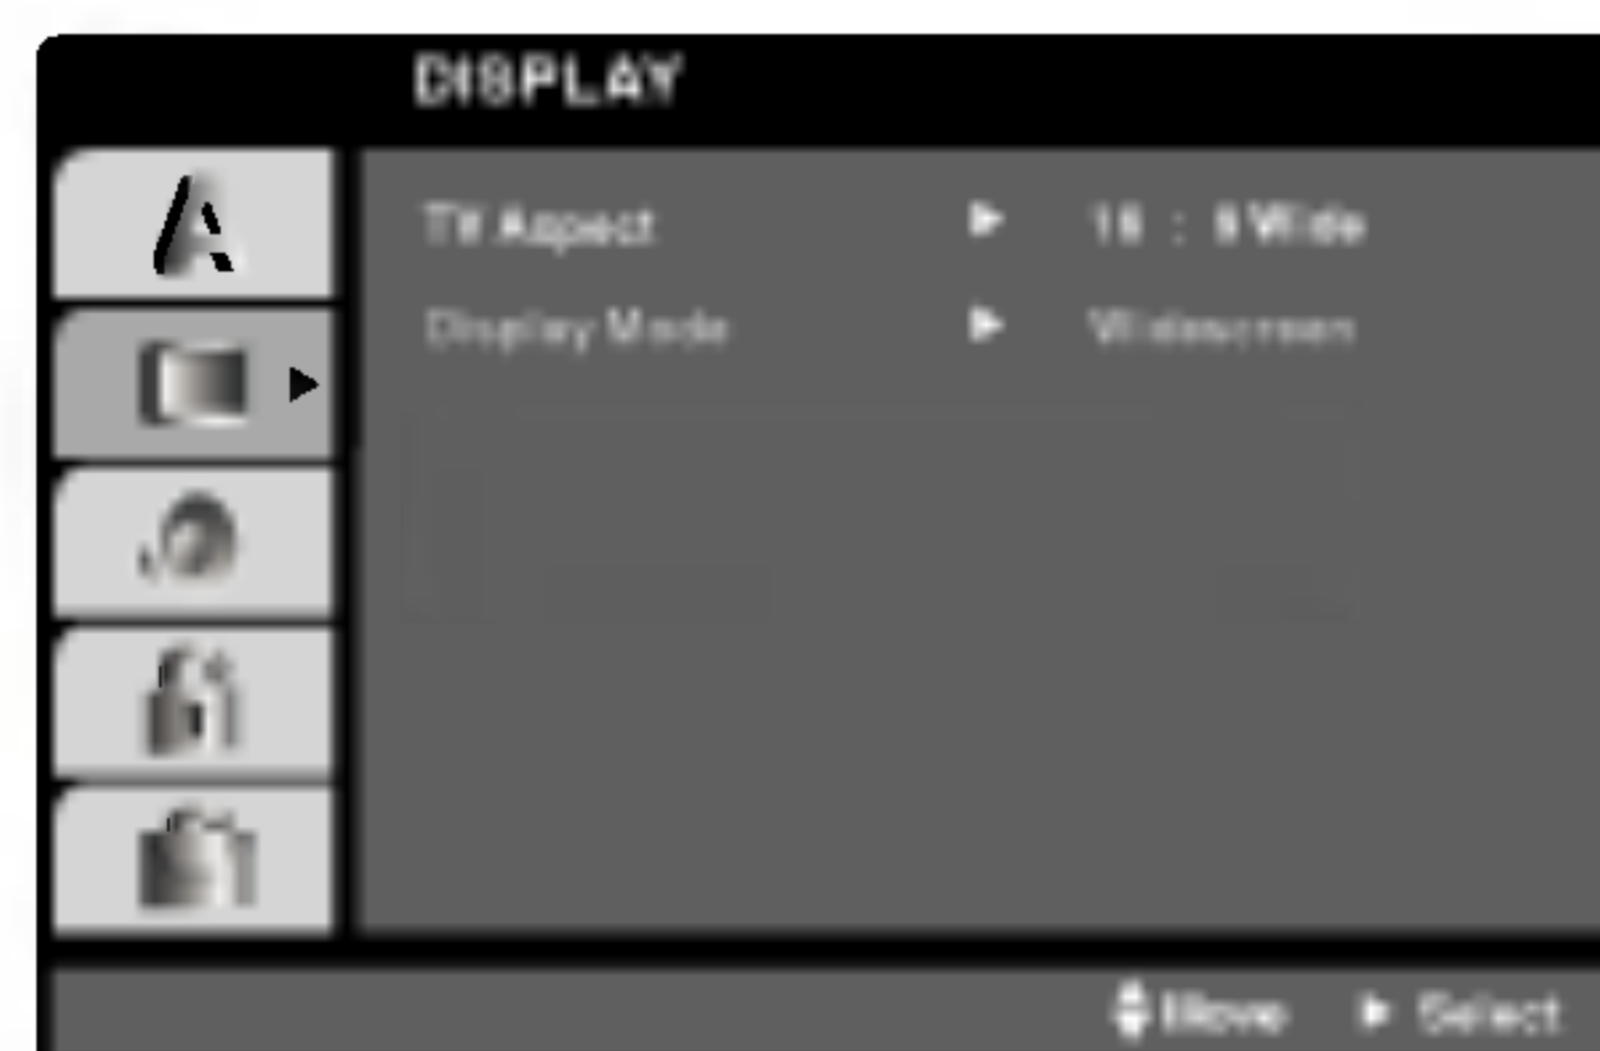 DISPLAY
TV Aspect ▶ 16 : 9 Wide
Display Mode ▶ Widescreen
Move ▶ Select